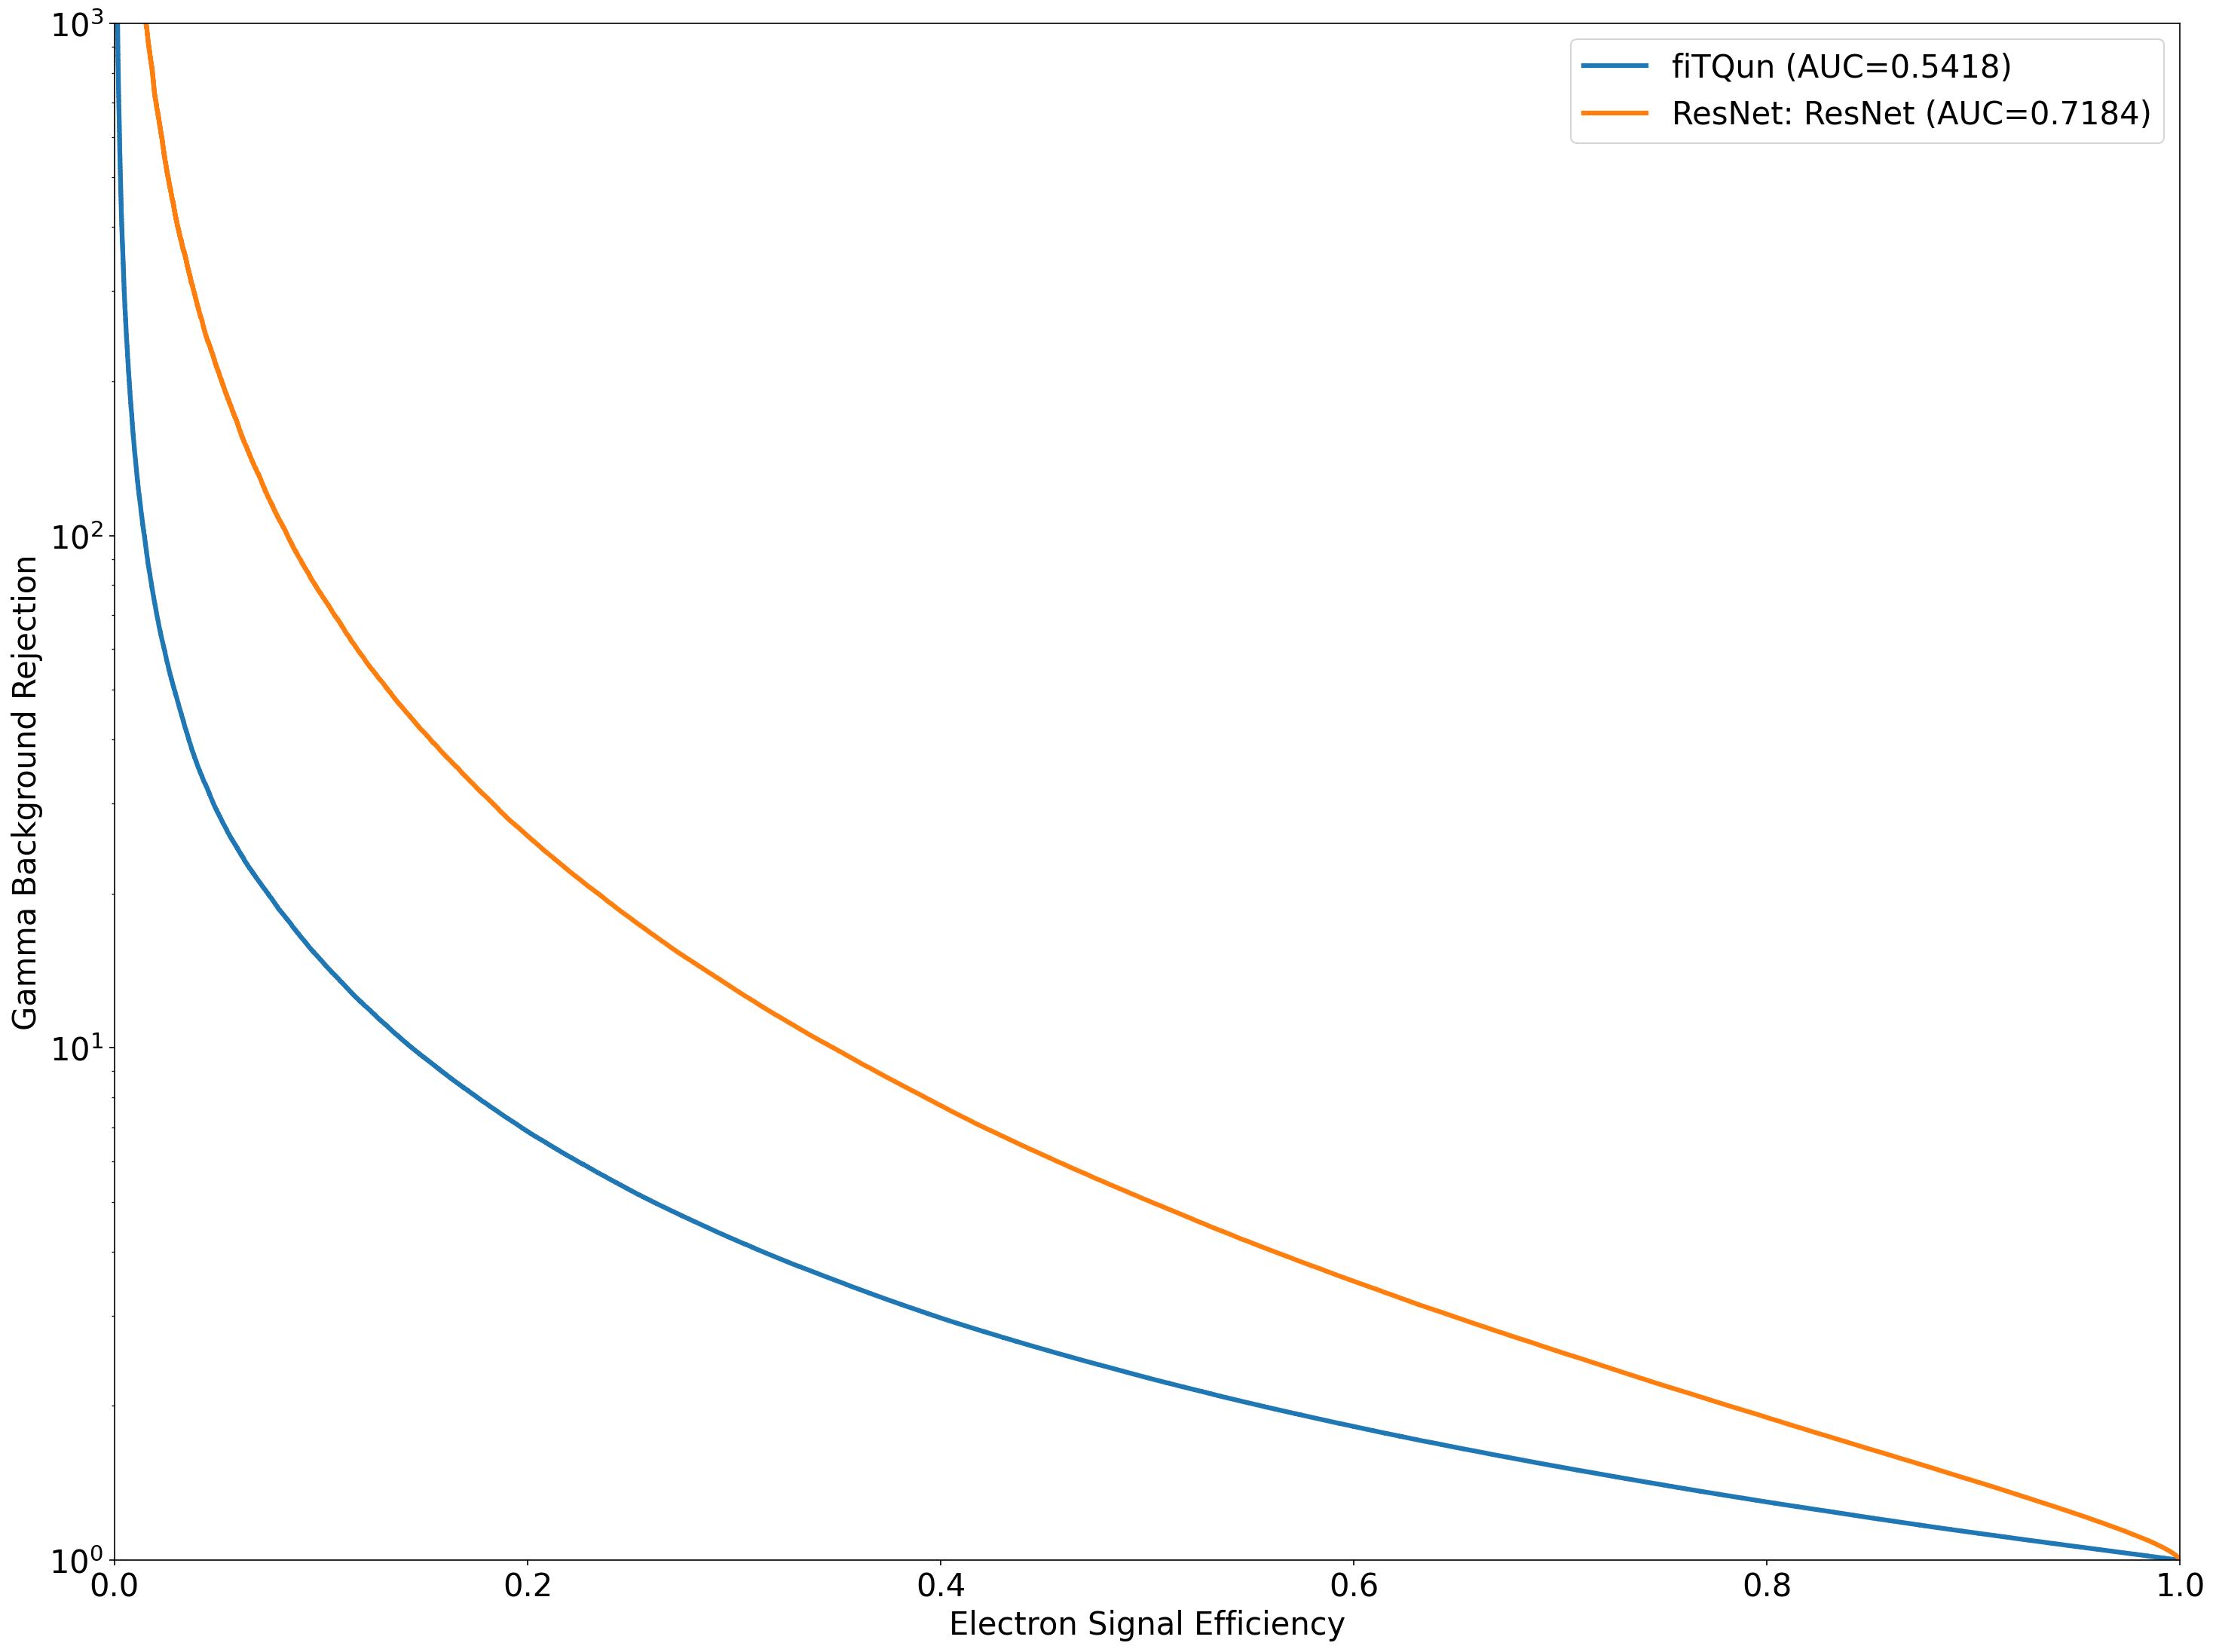 fiTQun (AUC=0.5418)
ResNet: ResNet (AUC=0.7184)
Gamma Background Rejection
10³
10²
10¹
10⁰
0.0 0.2 0.4 0.6 0.8 1.0
Electron Signal Efficiency